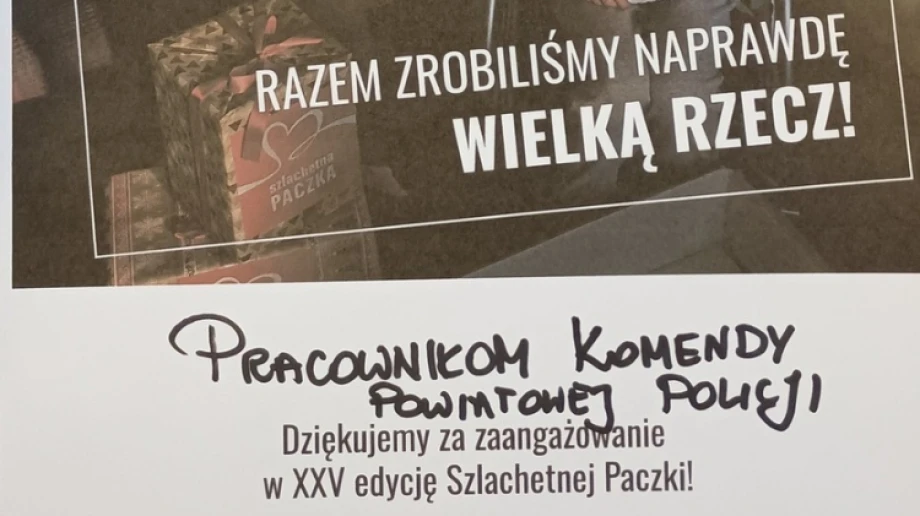 RAZEM ZROBILIŚMY NAPRAWDĘ
WIELKĄ RZECZ!
szlachetna
PACZKA
PRACOWNIKOM KOMENDY
POWIATOWEJ POLICJI
Dziękujemy za zaangażowanie
w XXV edycję Szlachetnej Paczki!